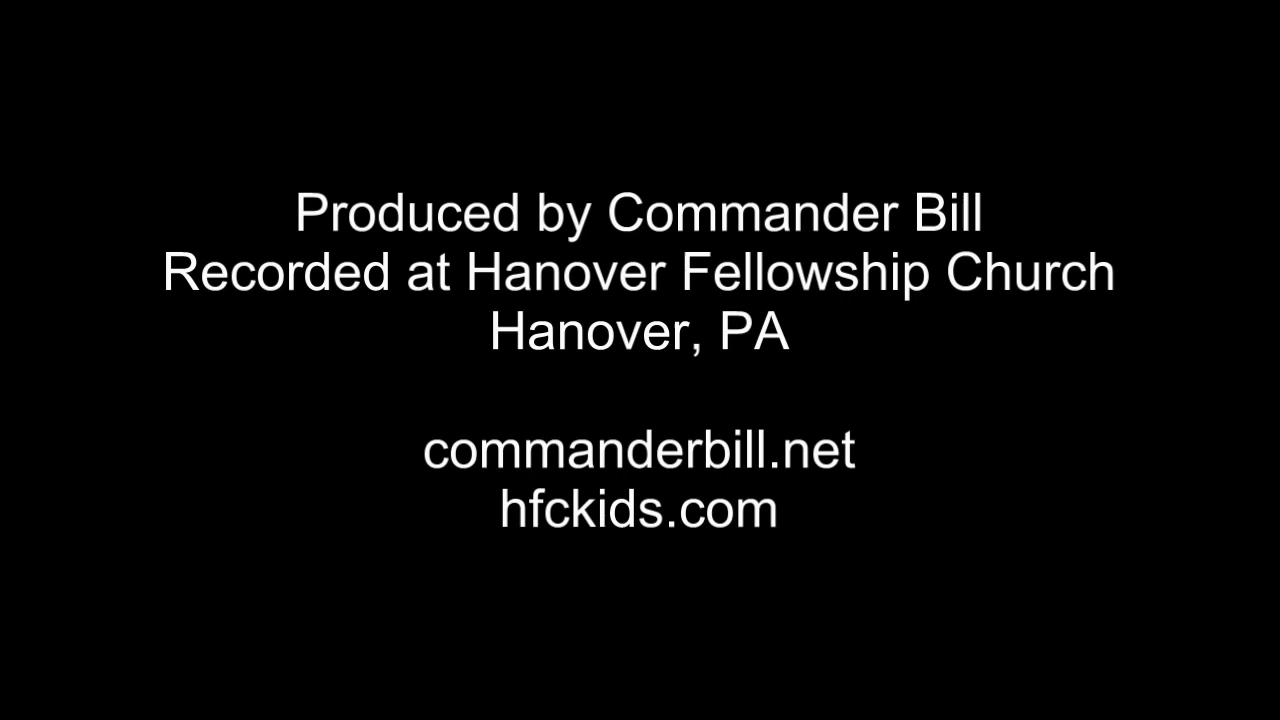 Produced by Commander Bill
Recorded at Hanover Fellowship Church
Hanover, PA
commanderbill.net
hfckids.com